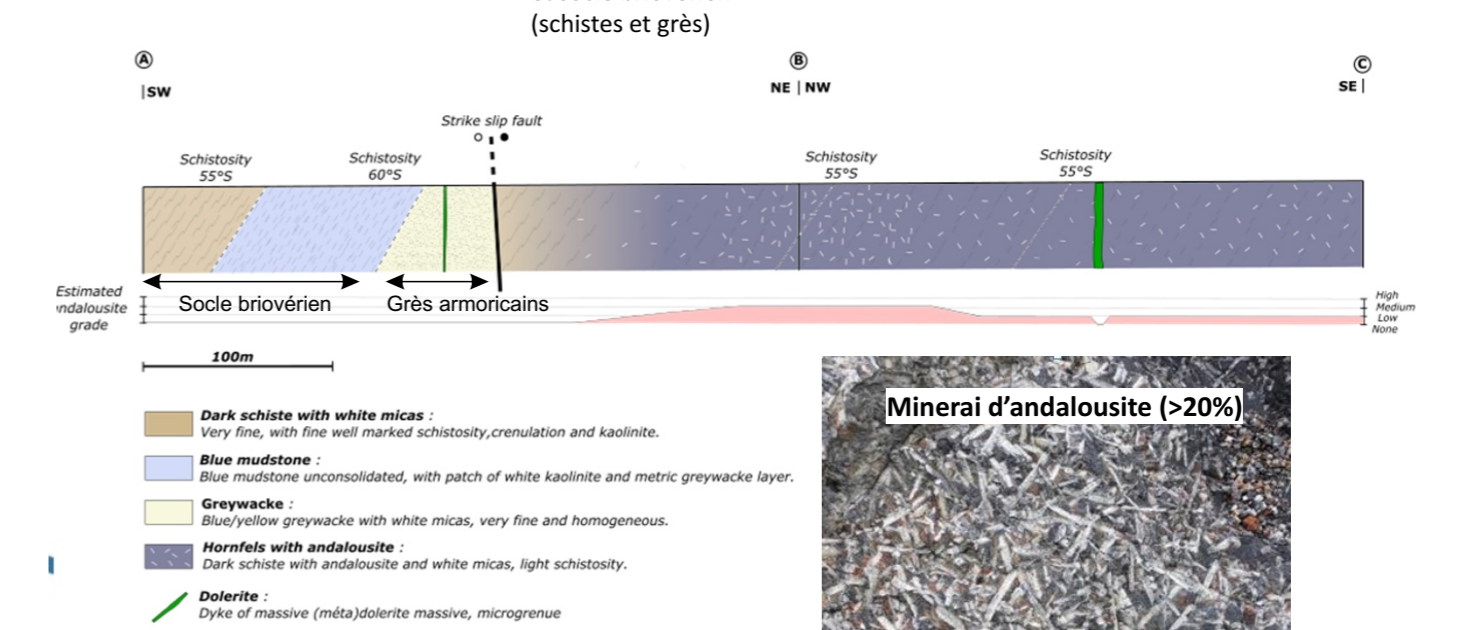 (schistes et grès)
A
B
C
|SW
NE | NW
SE |
Strike slip fault
Schistosity
55°S
Schistosity
60°S
Schistosity
55°S
Schistosity
55°S
Socle briovérien
Grès armoricains
Estimated
ndalousite
grade
High
Medium
Low
None
100m
Minerai d'andalousite (>20%)
Dark schiste with white micas :
Very fine, with fine well marked schistosity,crenulation and kaolinite.
Blue mudstone :
Blue mudstone unconsolidated, with patch of white kaolinite and metric greywacke layer.
Greywacke :
Blue/yellow greywacke with white micas, very fine and homogeneous.
Hornfels with andalousite :
Dark schiste with andalousite and white micas, light schistosity.
Dolerite :
Dyke of massive (méta)dolerite massive, microgrenue